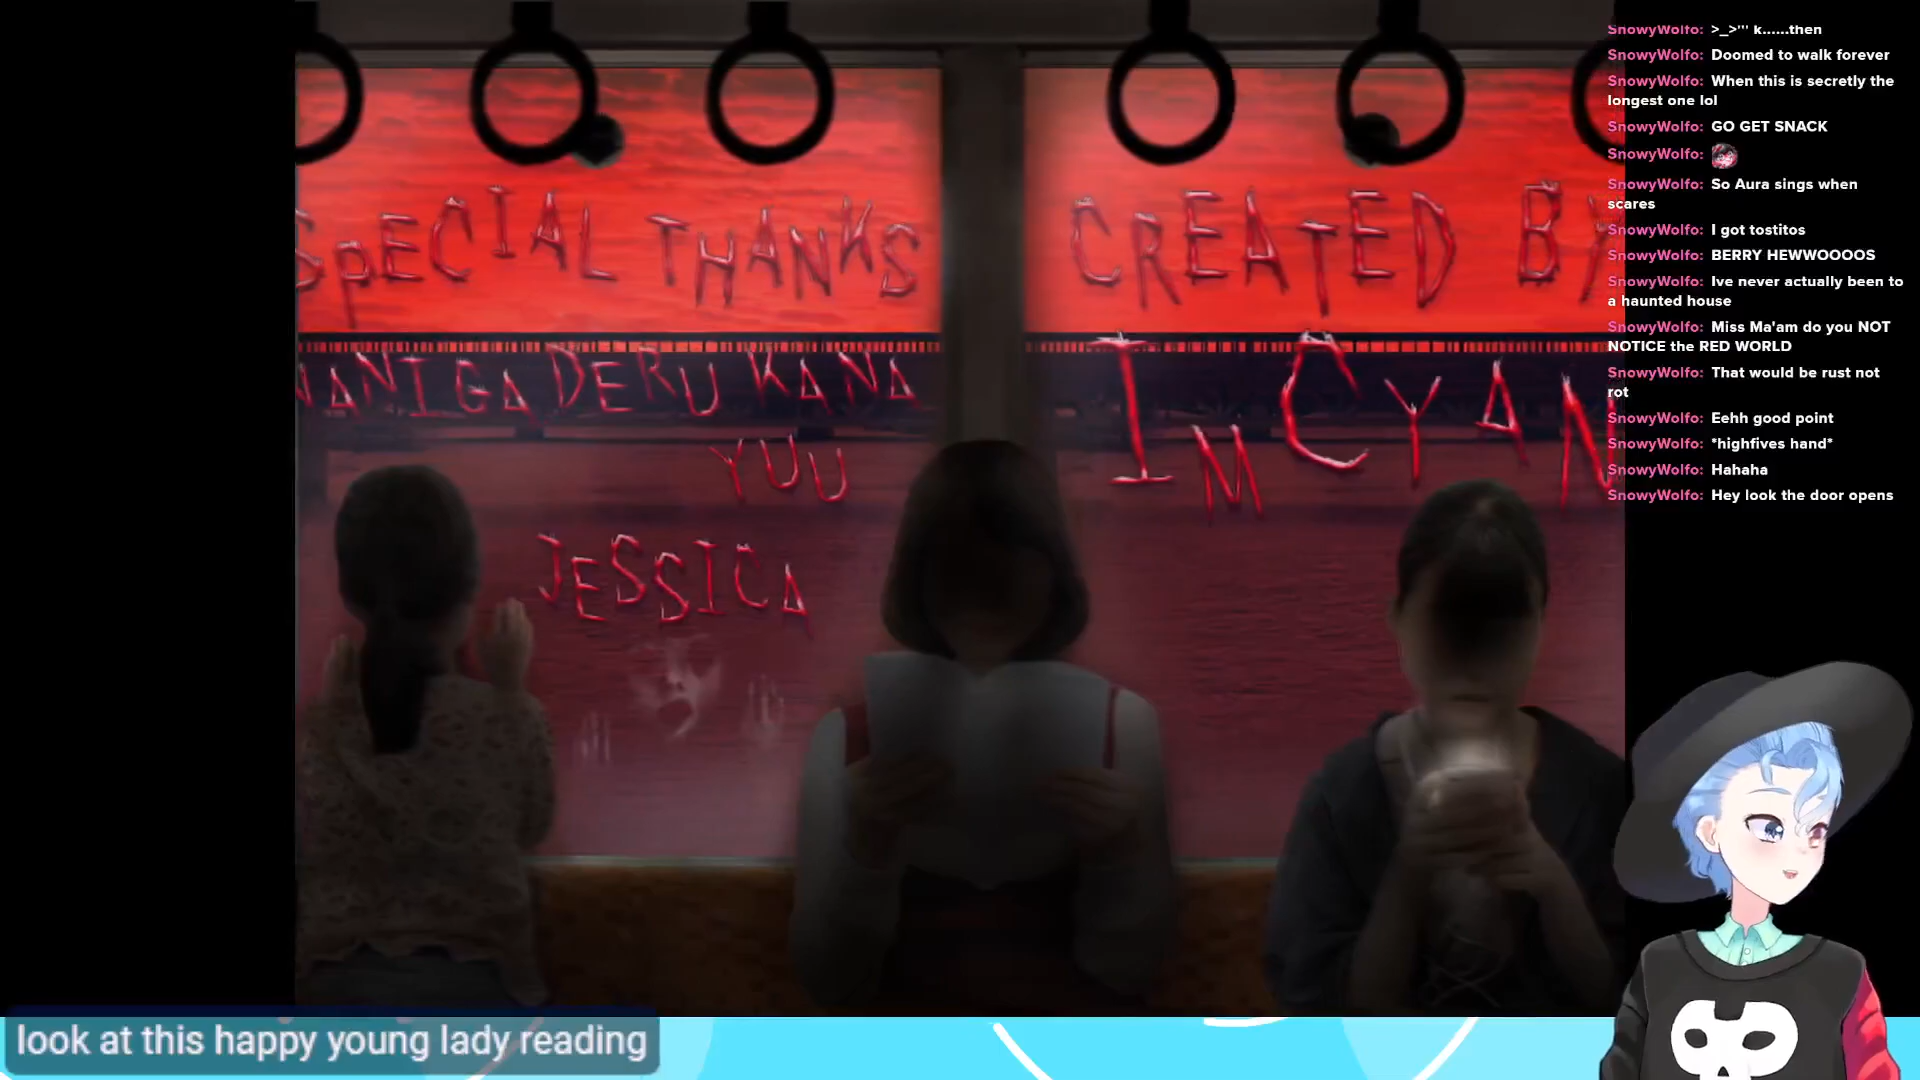 SPECIAL THANKS
NANIGADERU KANA
YUU
JESSICA
CREATED BY
IMCYAN
SnowyWolfo: >_>''' k......then
SnowyWolfo: Doomed to walk forever
SnowyWolfo: When this is secretly the
longest one lol
SnowyWolfo: GO GET SNACK
SnowyWolfo:
SnowyWolfo: So Aura sings when
scares
SnowyWolfo: I got tostitos
SnowyWolfo: BERRY HEWWOOOOS
SnowyWolfo: Ive never actually been to
a haunted house
SnowyWolfo: Miss Ma'am do you NOT
NOTICE the RED WORLD
SnowyWolfo: That would be rust not
rot
SnowyWolfo: Eehh good point
SnowyWolfo: *highfives hand*
SnowyWolfo: Hahaha
SnowyWolfo: Hey look the door opens
look at this happy young lady reading